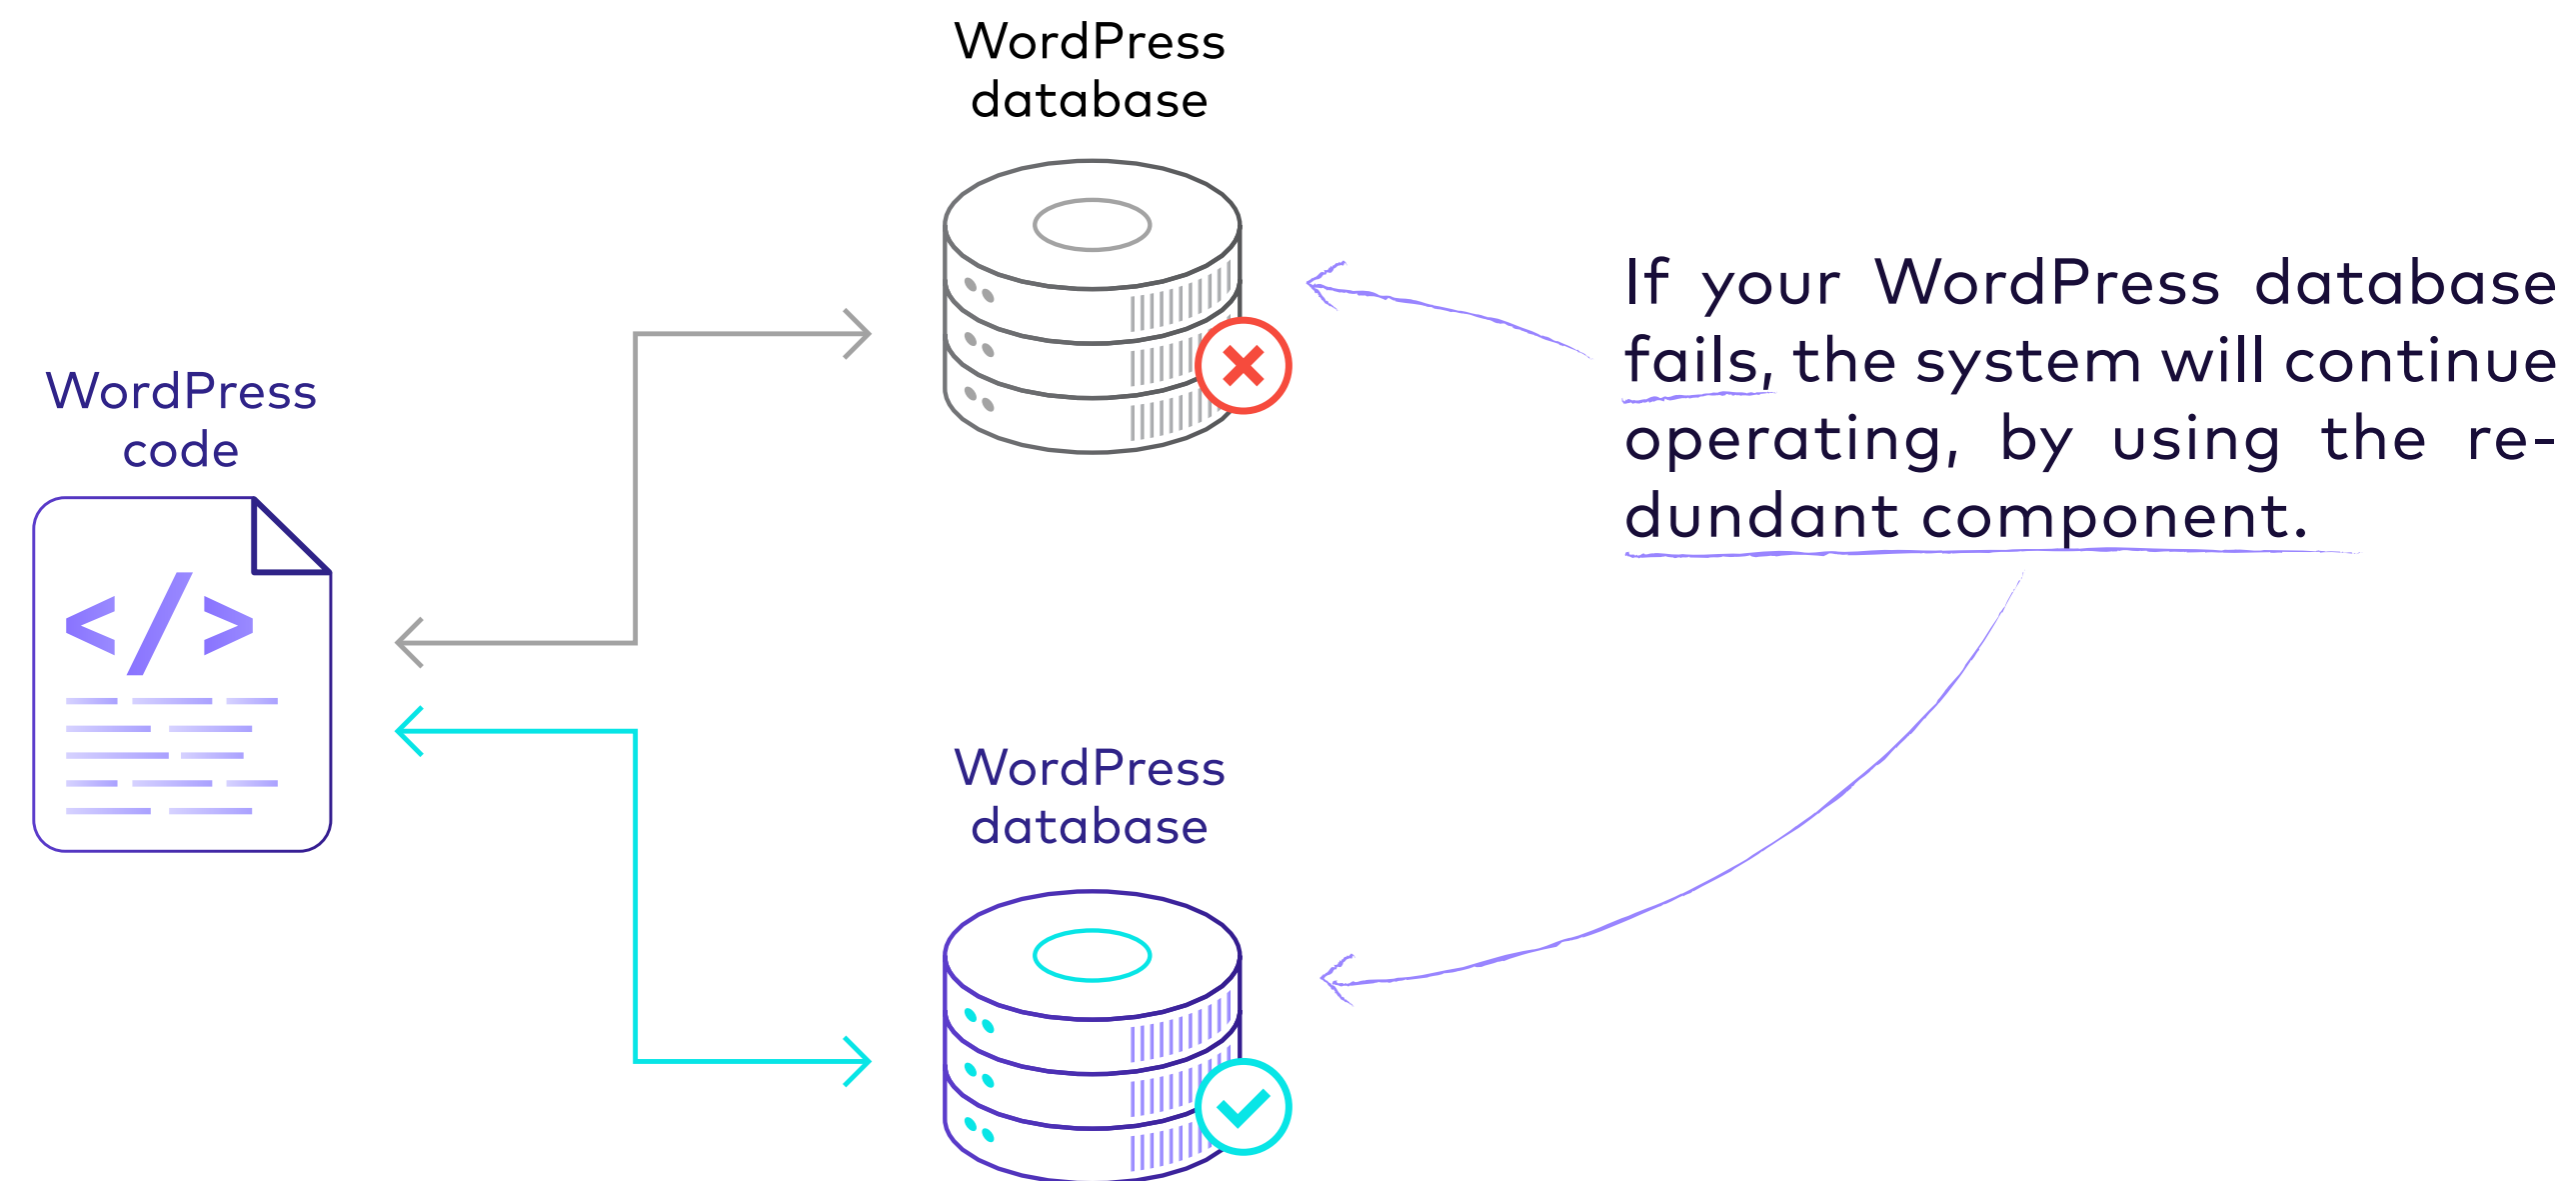 WordPress
database
WordPress
code
</>
If your WordPress database
fails, the system will continue
operating, by using the re-
dundant component.
WordPress
database